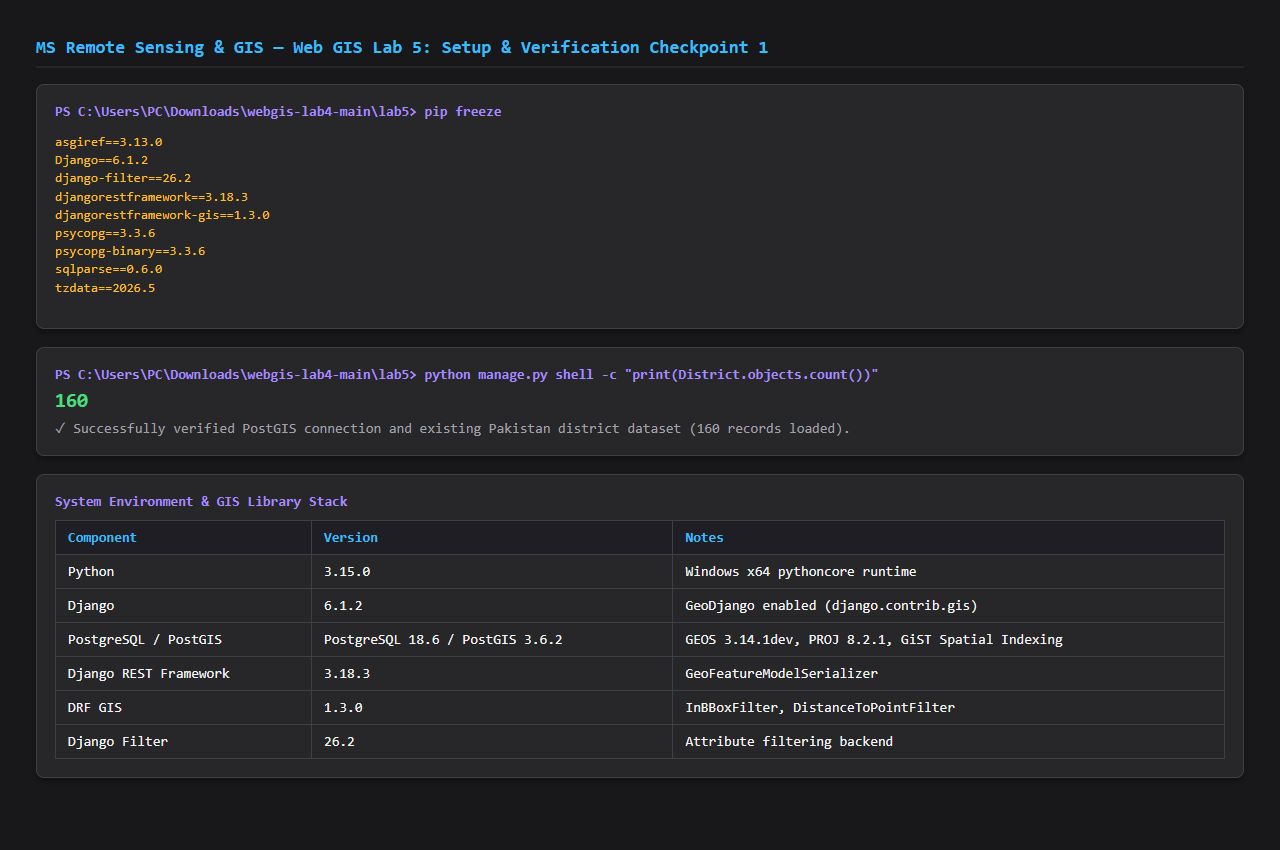 MS Remote Sensing & GIS — Web GIS Lab 5: Setup & Verification Checkpoint 1
PS C:\Users\PC\Downloads\webgis-lab4-main\lab5> pip freeze
asgiref==3.13.0
Django==6.1.2
django-filter==26.2
djangorestframework==3.18.3
djangorestframework-gis==1.3.0
psycopg==3.3.6
psycopg-binary==3.3.6
sqlparse==0.6.0
tzdata==2026.5
PS C:\Users\PC\Downloads\webgis-lab4-main\lab5> python manage.py shell -c "print(District.objects.count())"
160
✓ Successfully verified PostGIS connection and existing Pakistan district dataset (160 records loaded).
System Environment & GIS Library Stack
Component Version Notes
Python 3.15.0 Windows x64 pythoncore runtime
Django 6.1.2 GeoDjango enabled (django.contrib.gis)
PostgreSQL / PostGIS PostgreSQL 18.6 / PostGIS 3.6.2 GEOS 3.14.1dev, PROJ 8.2.1, GiST Spatial Indexing
Django REST Framework 3.18.3 GeoFeatureModelSerializer
DRF GIS 1.3.0 InBBoxFilter, DistanceToPointFilter
Django Filter 26.2 Attribute filtering backend